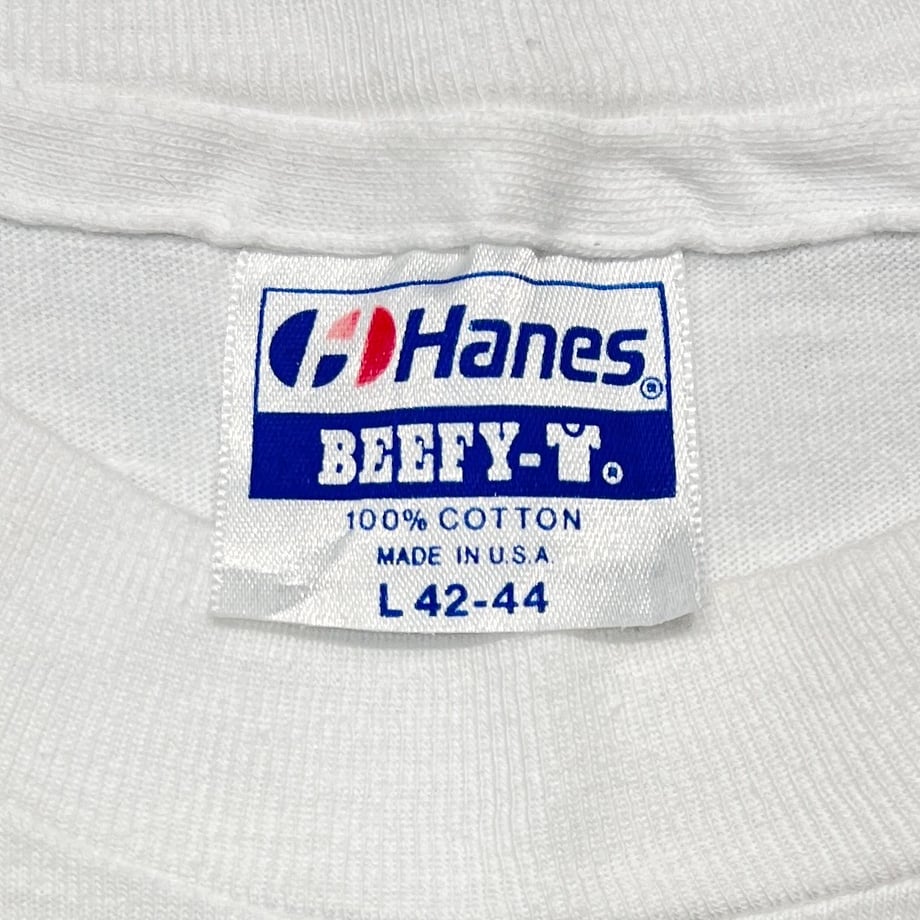 Hanes®
BEEFY-T®
100% COTTON
MADE IN U.S.A.
L 42-44